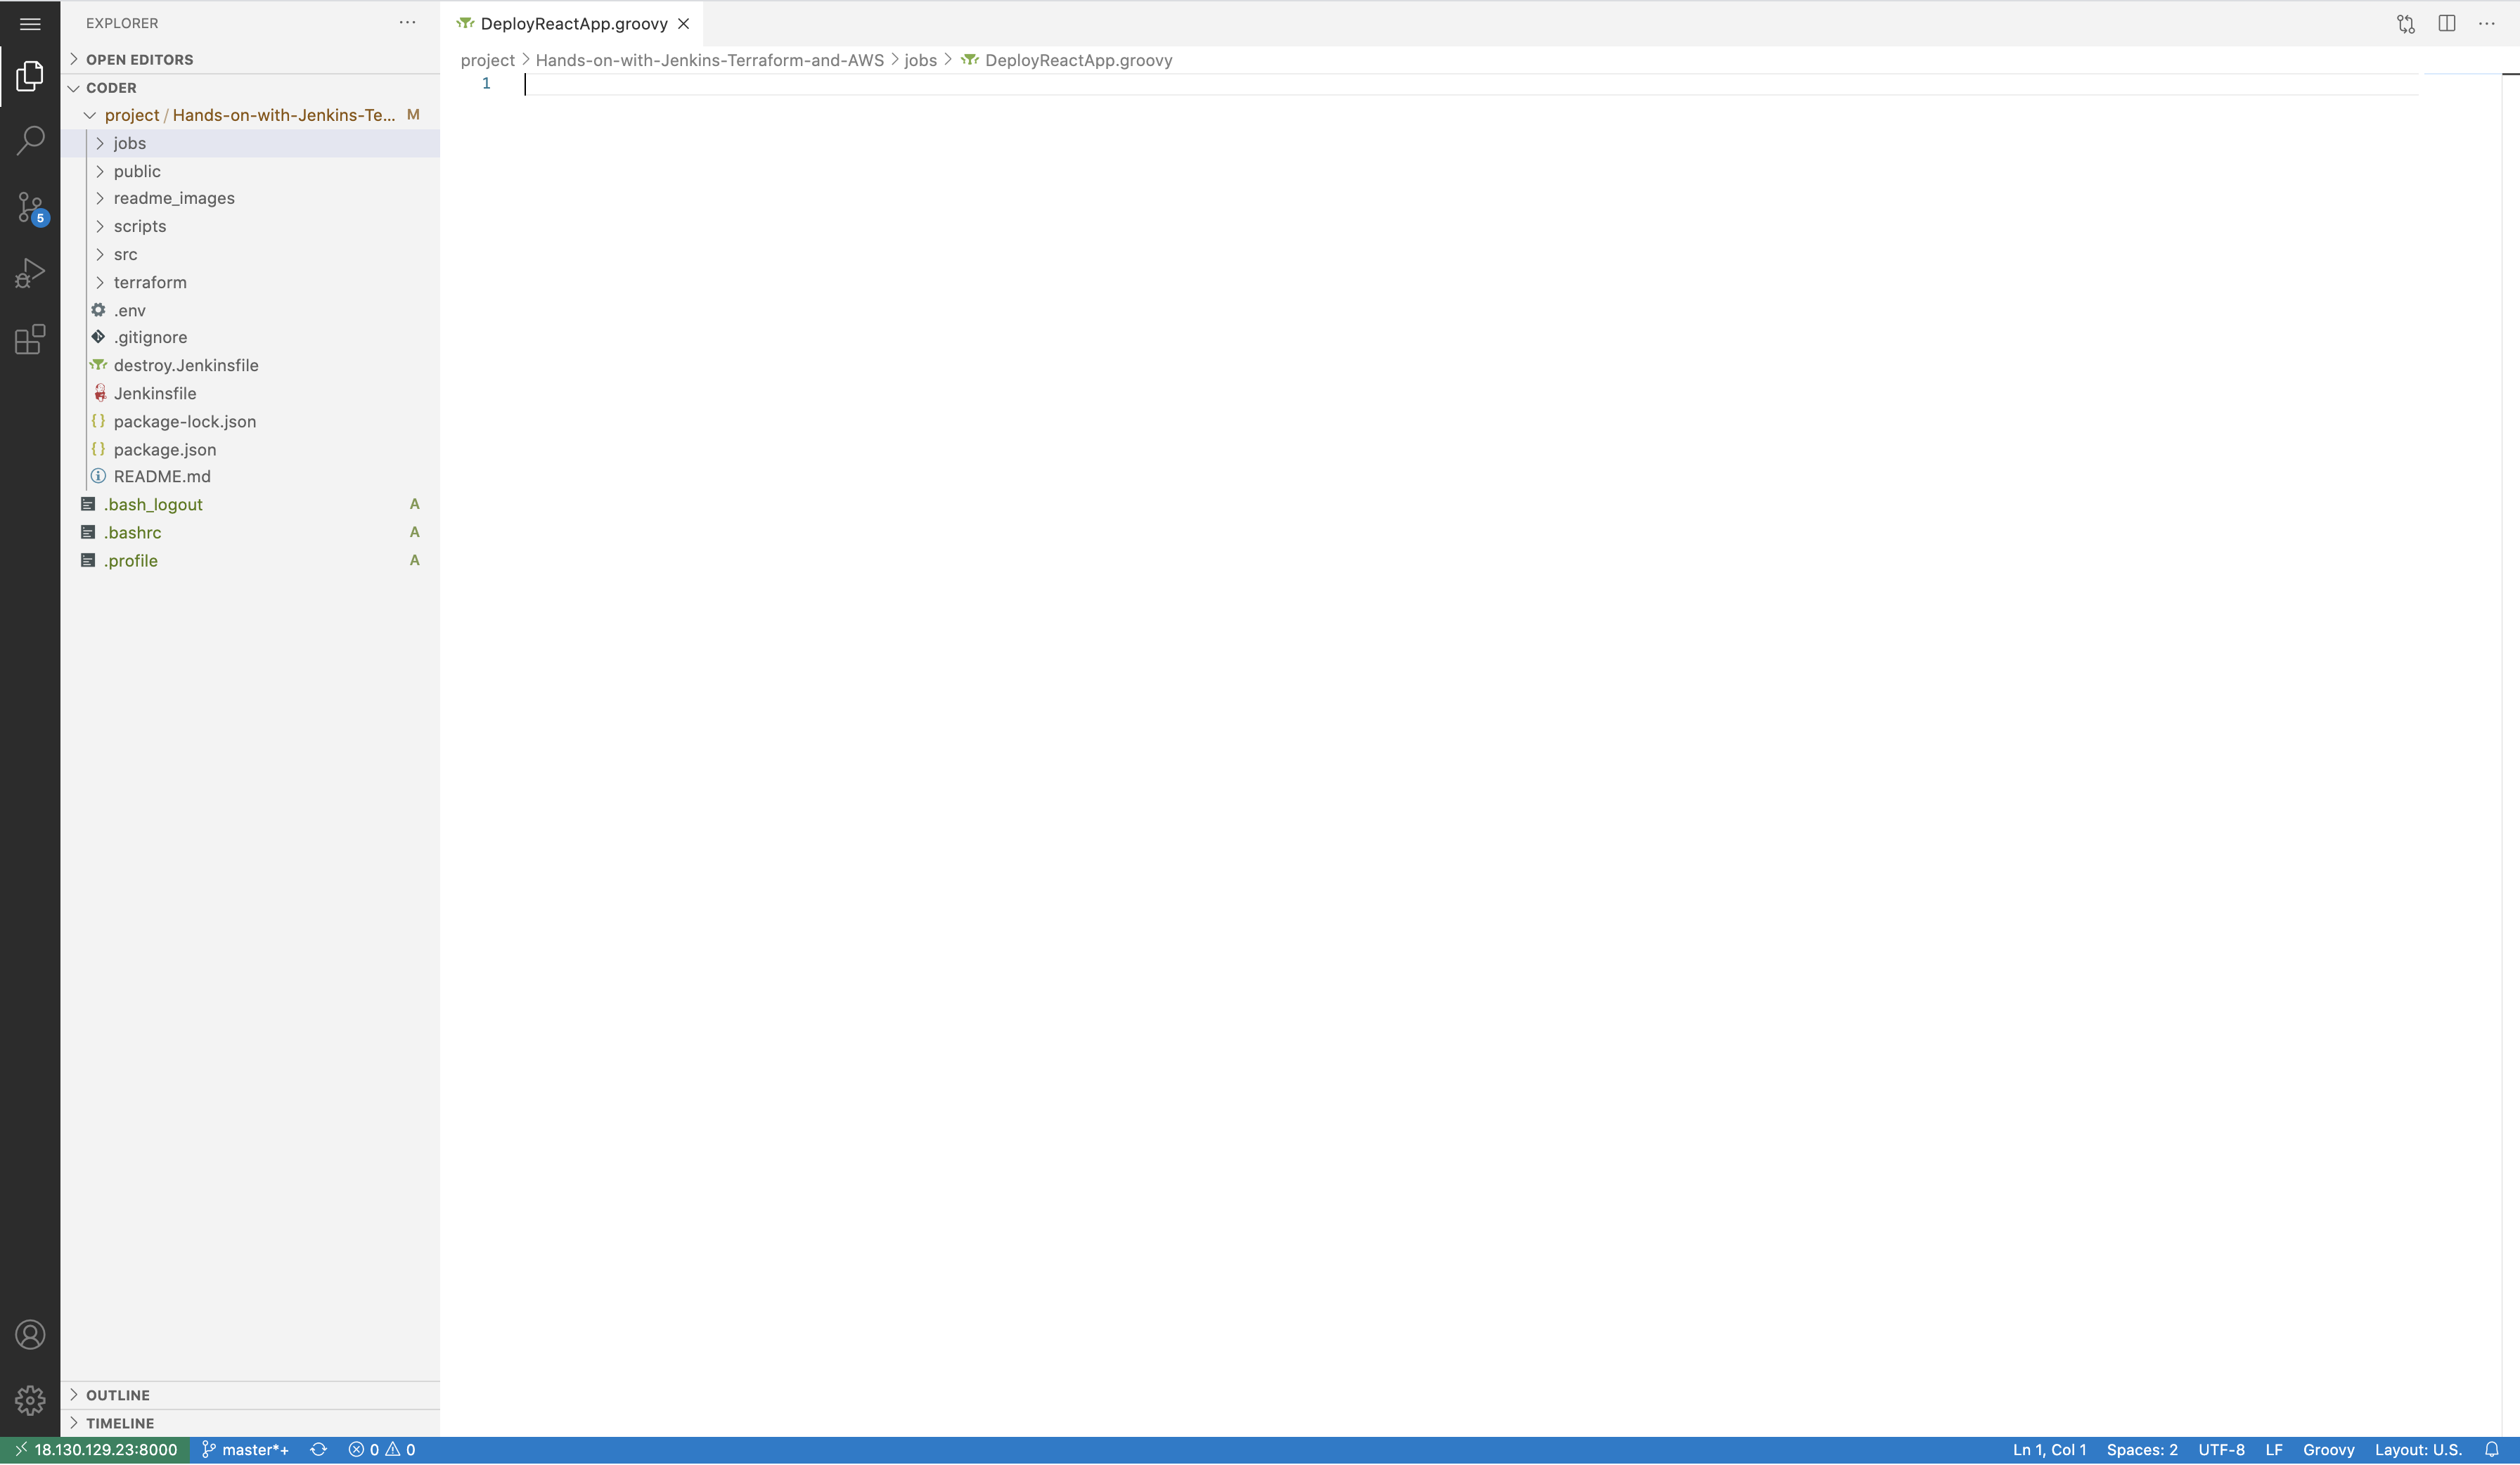 EXPLORER
DeployReactApp.groovy
OPEN EDITORS
CODER
project / Hands-on-with-Jenkins-Te... M
jobs
public
readme_images
scripts
src
terraform
.env
.gitignore
destroy.Jenkinsfile
Jenkinsfile
package-lock.json
package.json
README.md
.bash_logout A
.bashrc A
.profile A
OUTLINE
TIMELINE
5
project > Hands-on-with-Jenkins-Terraform-and-AWS > jobs > DeployReactApp.groovy
1
18.130.129.23:8000 master*+ 0 0 Ln 1, Col 1 Spaces: 2 UTF-8 LF Groovy Layout: U.S.